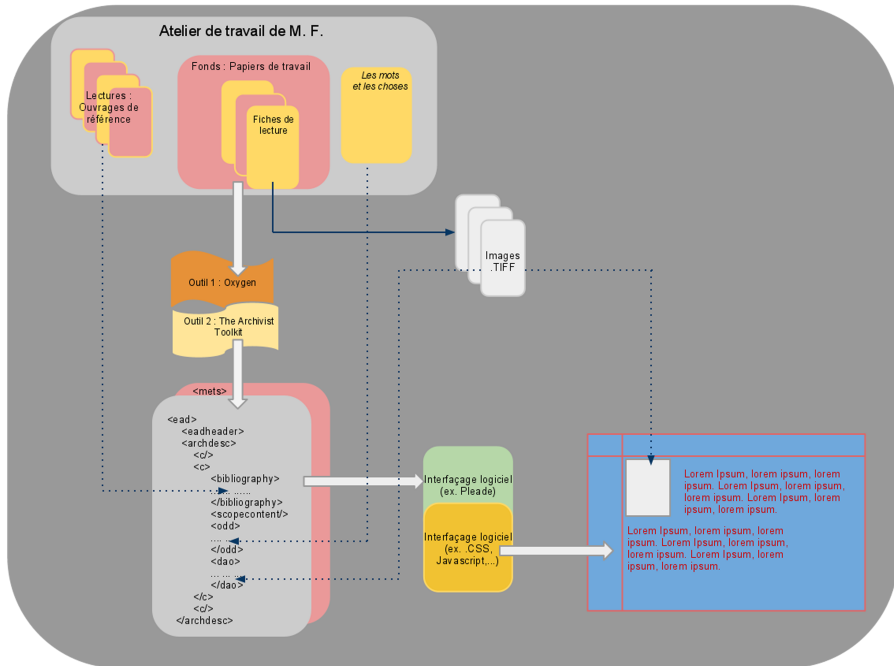 Atelier de travail de M. F.
Lectures :
Ouvrages de
référence
Fonds : Papiers de travail
Fiches de
lecture
Les mots
et les choses
Images
.TIFF
Outil 1 : Oxygen
Outil 2 : The Archivist
Toolkit
<mets>
<ead>
<eadheader>
<archdesc>
<c/>
<c>
<bibliography>
... ... ......
</bibliography>
<scopecontent/>
<odd>
.... ...
</odd>
<dao>
... ... ...
</dao>
</c>
<c/>
</archdesc>
Interfaçage logiciel
(ex. Pleade)
Interfaçage logiciel
(ex. .CSS,
Javascript,...)
Lorem Ipsum, lorem ipsum, lorem
ipsum. Lorem Ipsum, lorem ipsum,
lorem ipsum. Lorem Ipsum, lorem
ipsum, lorem ipsum.
Lorem Ipsum, lorem ipsum, lorem
ipsum. Lorem Ipsum, lorem ipsum,
lorem ipsum. Lorem Ipsum, lorem
ipsum, lorem ipsum.